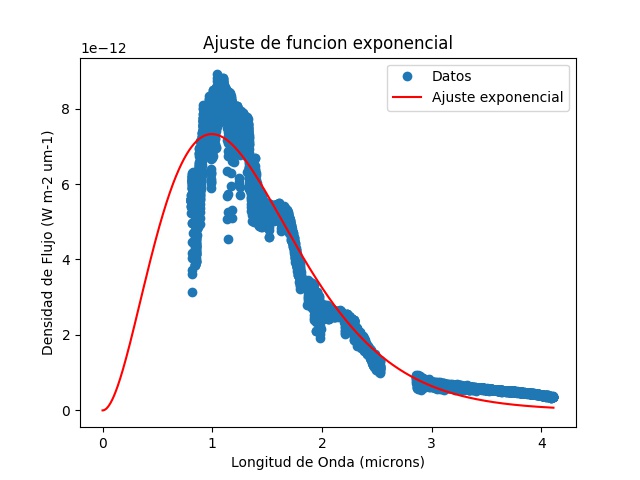 Ajuste de funcion exponencial
1e−12
Datos
Ajuste exponencial
8
6
4
2
0
Densidad de Flujo (W m-2 um-1)
0 1 2 3 4
Longitud de Onda (microns)